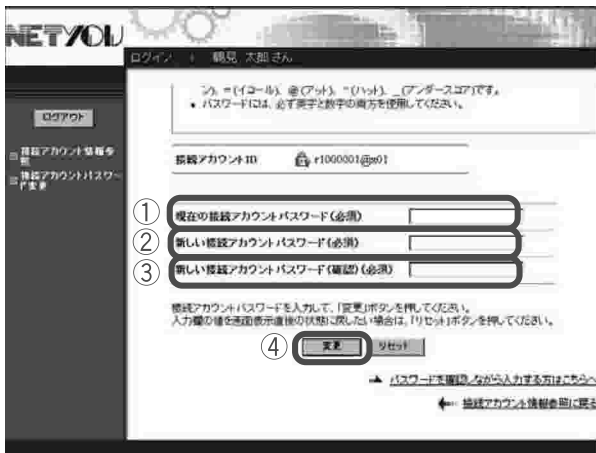 NETYOU
ログイン : 鶴見 太郎さん
ン)、=(イコール)、@(アット)、^(ハット)、_(アンダースコア)です。
• パスワードには、必ず英字と数字の両方を使用してください。
ログアウト
接続アカウント情報参照
接続アカウントパスワード変更
接続アカウントID r1000001@s01
① 現在の接続アカウントパスワード(必須)
② 新しい接続アカウントパスワード(必須)
③ 新しい接続アカウントパスワード(確認)(必須)
接続アカウントパスワードを入力して、「変更」ボタンを押してください。
入力欄の値を画面表示直後の状態に戻したい場合は、「リセット」ボタンを押してください。
④ 変更 リセット
パスワードを確認しながら入力する方はこちらへ
接続アカウント情報参照に戻る